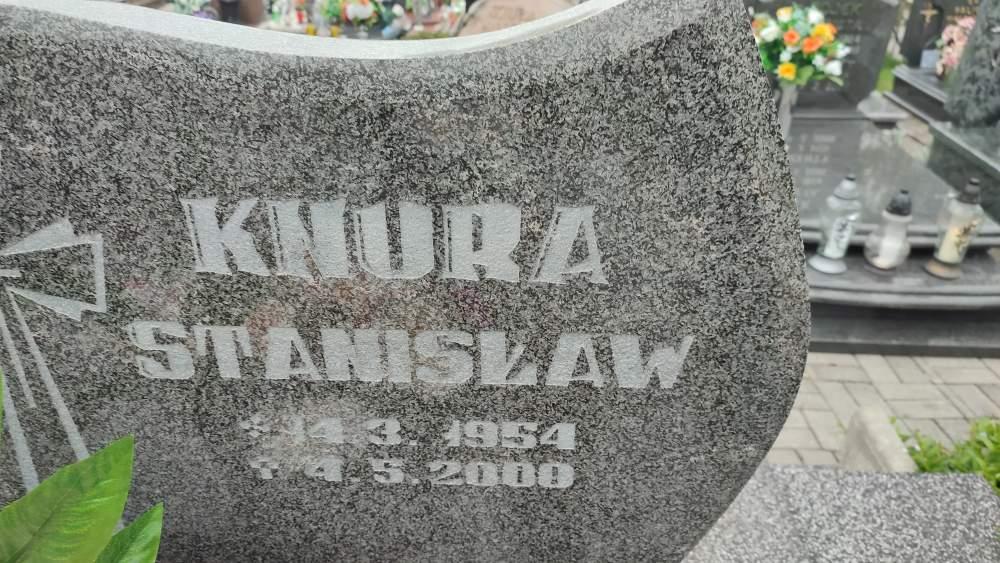 KNURA
STANISŁAW
* 14.3.1954
† 4.5.2000